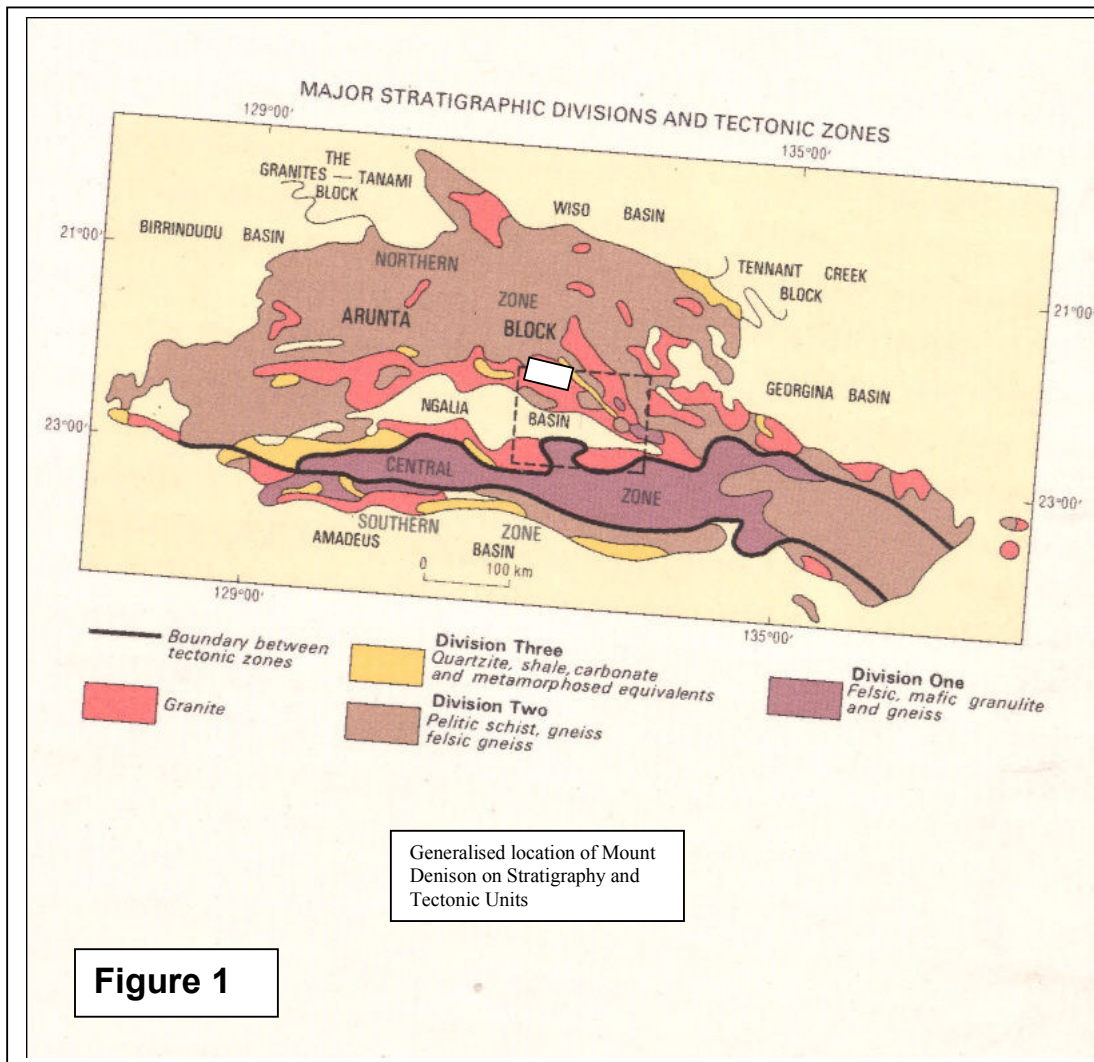 MAJOR STRATIGRAPHIC DIVISIONS AND TECTONIC ZONES
129°00'
135°00'
THE
GRANITES — TANAMI
BLOCK
WISO BASIN
21°00'
BIRRINDUDU BASIN
NORTHERN
TENNANT CREEK
BLOCK
ZONE
ARUNTA
BLOCK
21°00'
GEORGINA BASIN
NGALIA
BASIN
23°00'
CENTRAL
ZONE
23°00'
SOUTHERN
ZONE
AMADEUS
BASIN
0 100 km
129°00'
135°00'
Boundary between
tectonic zones
Granite
Division Three
Quartzite, shale, carbonate
and metamorphosed equivalents
Division Two
Pelitic schist, gneiss
felsic gneiss
Division One
Felsic, mafic granulite
and gneiss
Generalised location of Mount
Denison on Stratigraphy and
Tectonic Units
Figure 1